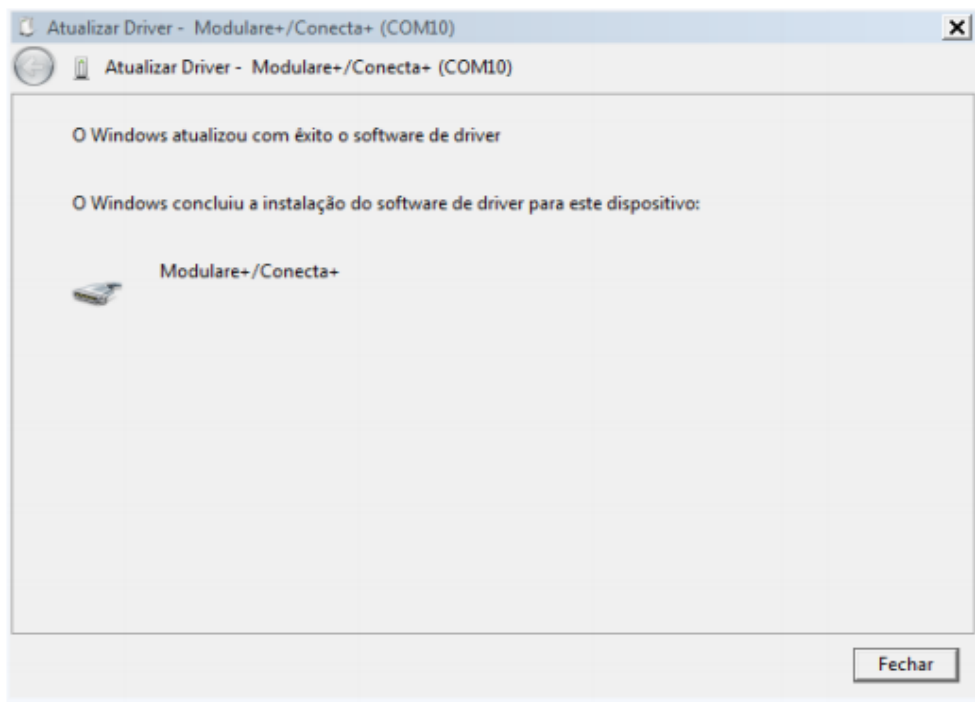 Atualizar Driver - Modulare+/Conecta+ (COM10)
Atualizar Driver - Modulare+/Conecta+ (COM10)
O Windows atualizou com êxito o software de driver
O Windows concluiu a instalação do software de driver para este dispositivo:
Modulare+/Conecta+
Fechar